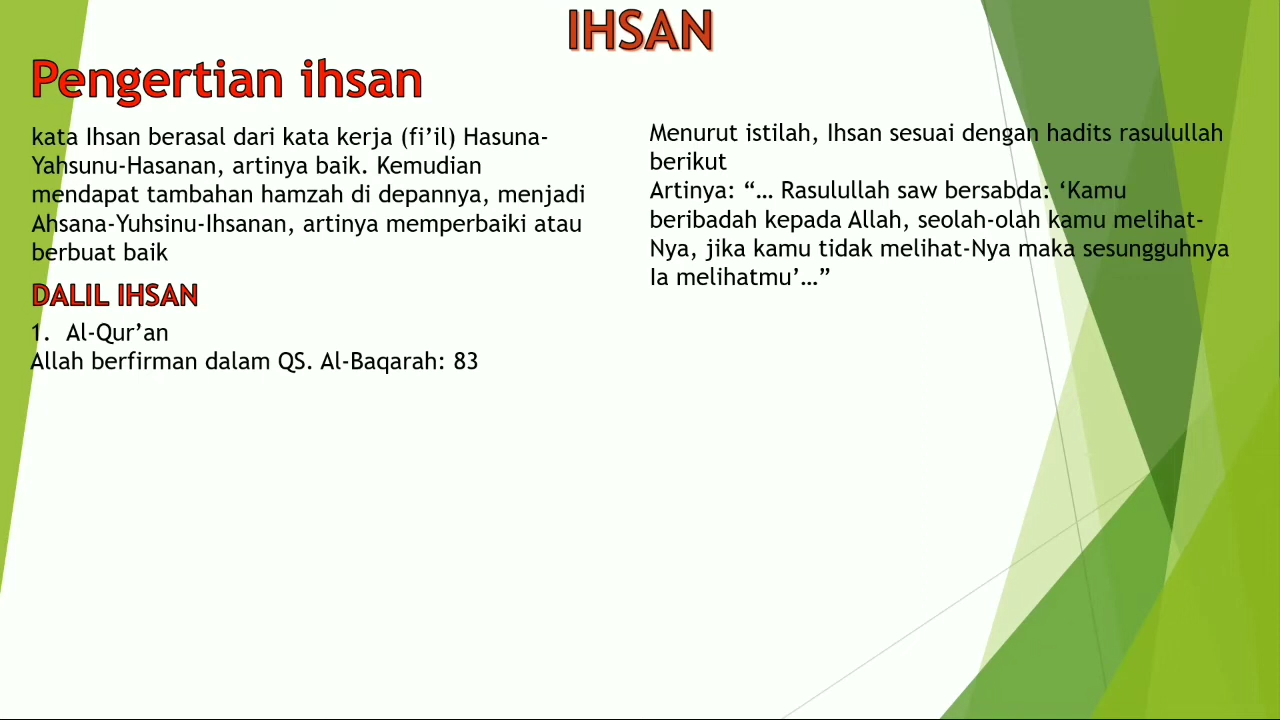 IHSAN
Pengertian ihsan
kata Ihsan berasal dari kata kerja (fi’il) Hasuna-
Yahsunu-Hasanan, artinya baik. Kemudian
mendapat tambahan hamzah di depannya, menjadi
Ahsana-Yuhsinu-Ihsanan, artinya memperbaiki atau
berbuat baik
DALIL IHSAN
1. Al-Qur’an
Allah berfirman dalam QS. Al-Baqarah: 83
Menurut istilah, Ihsan sesuai dengan hadits rasulullah
berikut
Artinya: “… Rasulullah saw bersabda: ‘Kamu
beribadah kepada Allah, seolah-olah kamu melihat-
Nya, jika kamu tidak melihat-Nya maka sesungguhnya
Ia melihatmu’…”